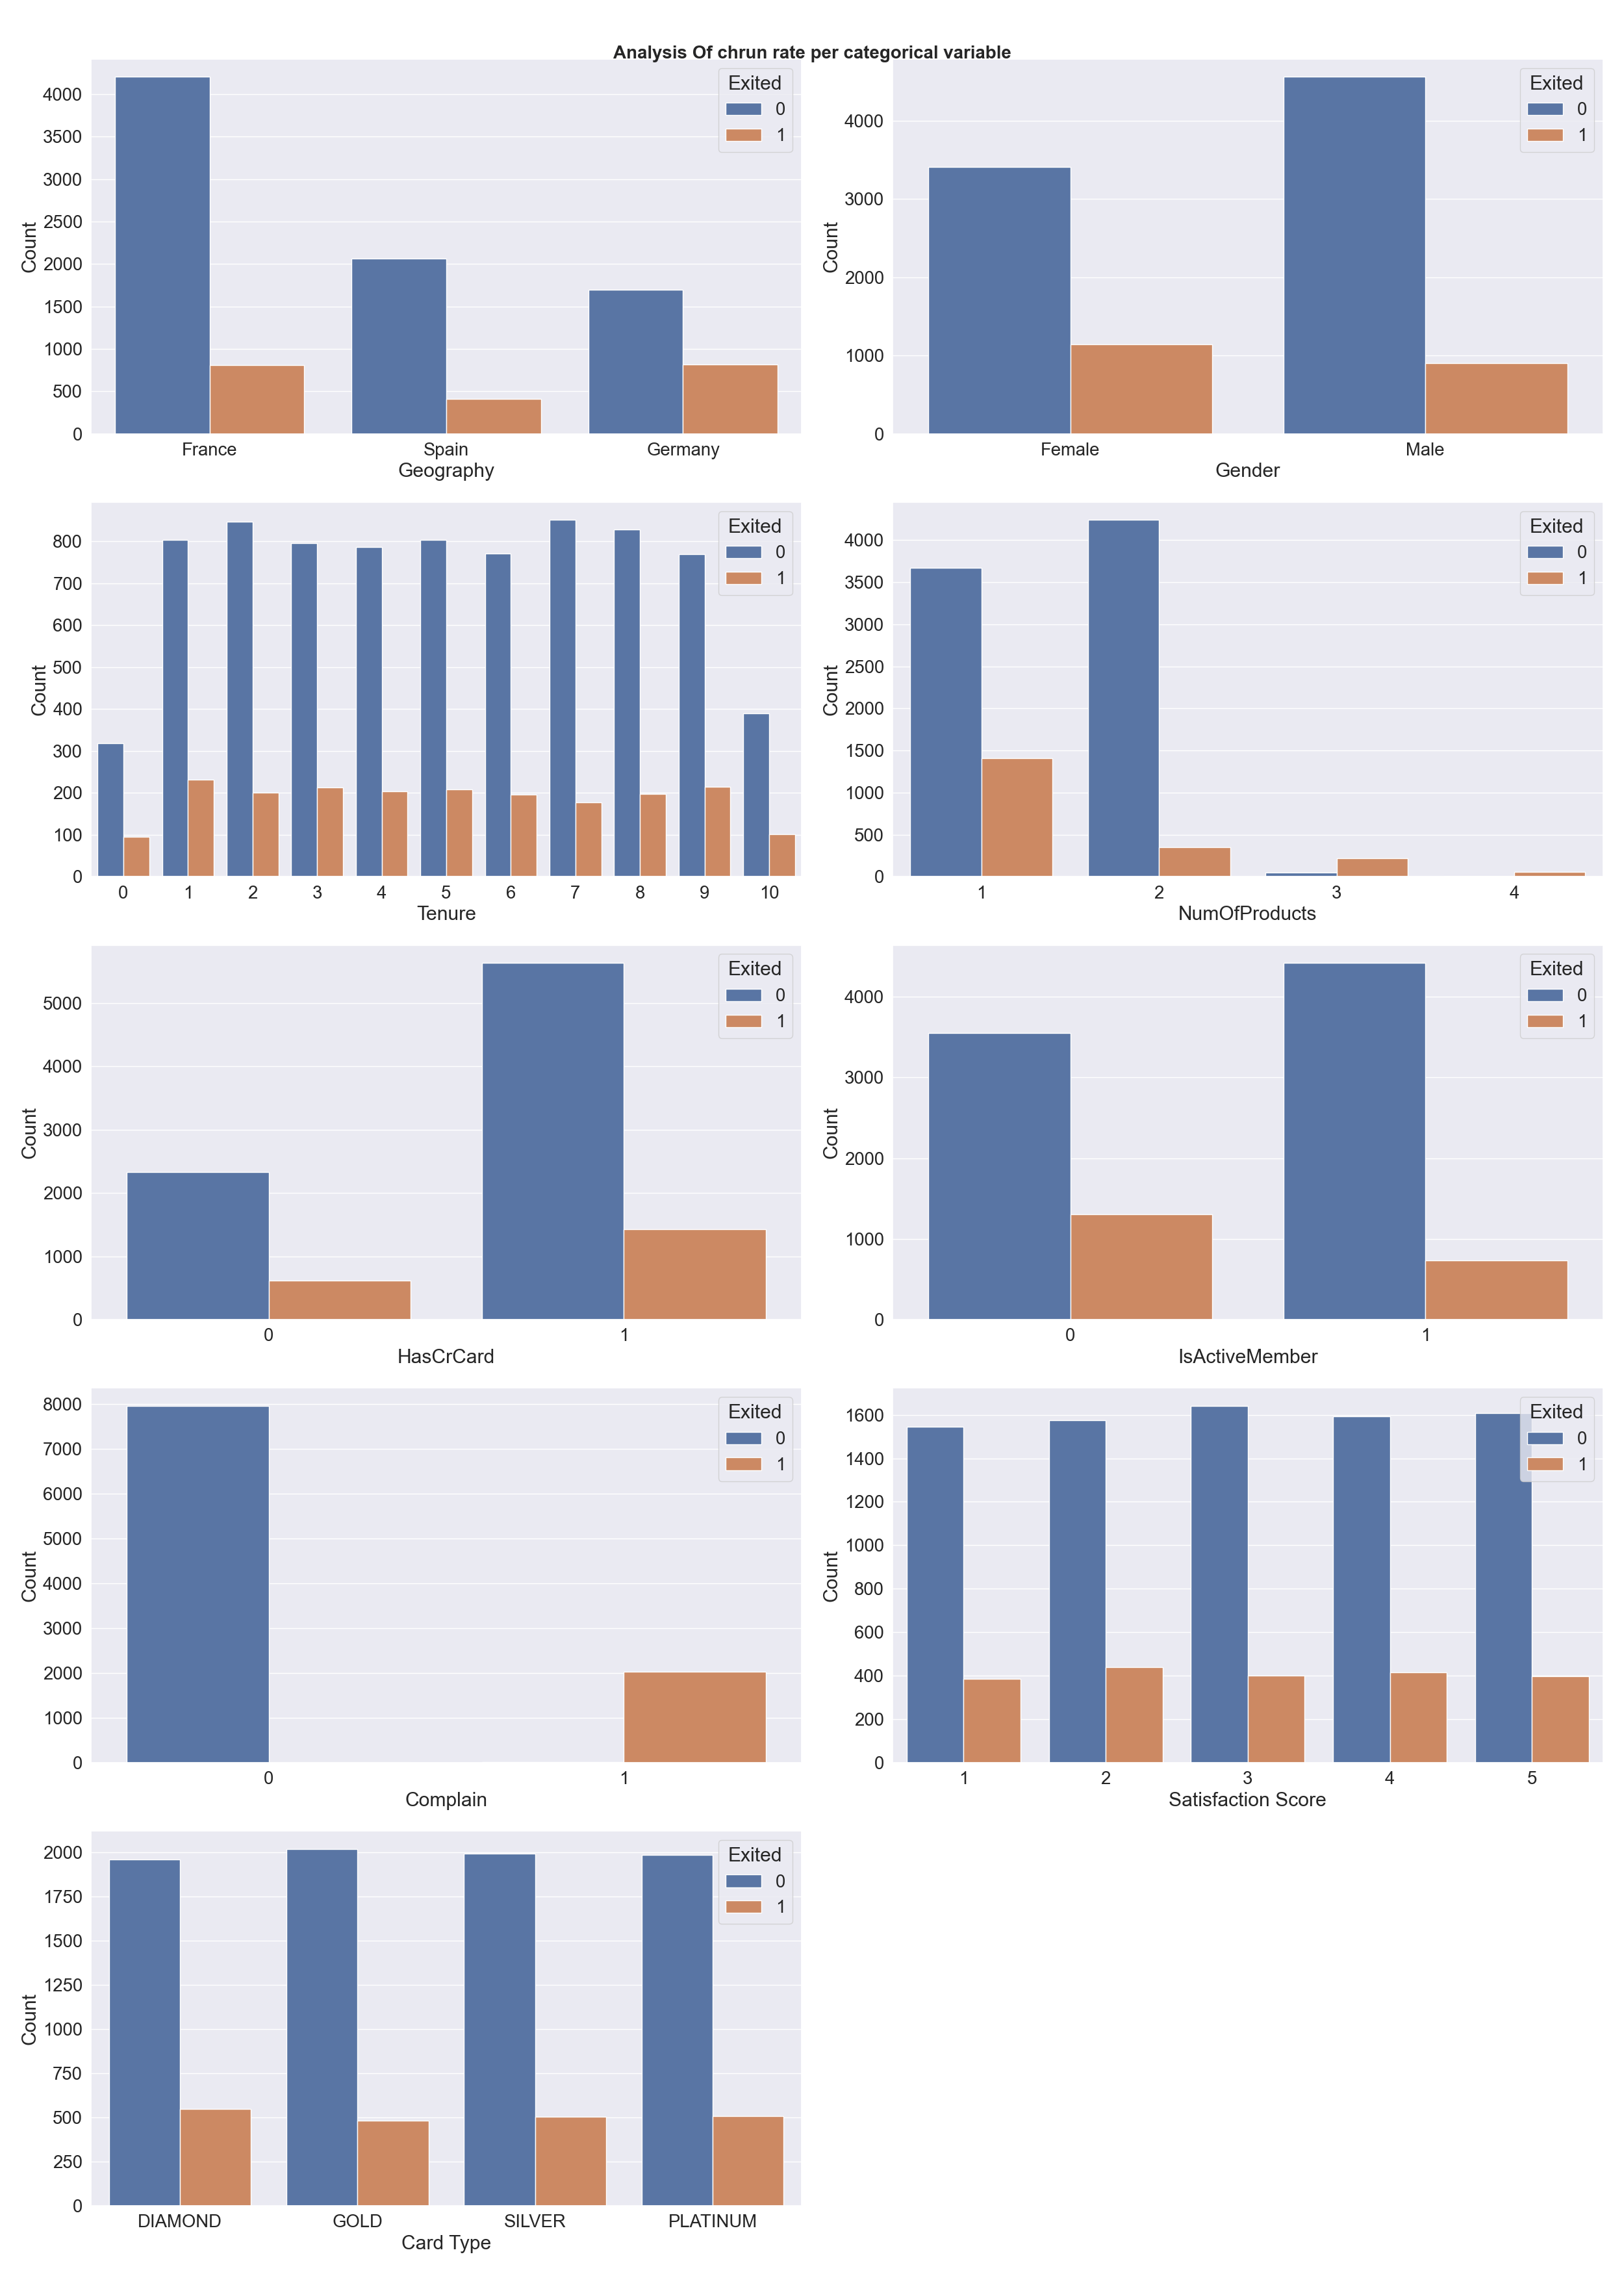 Analysis Of chrun rate per categorical variable
Exited
0
1
4000
3500
3000
2500
2000
1500
1000
500
0
Count
France Spain Germany
Geography
Exited
0
1
4000
3000
2000
1000
0
Count
Female Male
Gender
Exited
0
1
800
700
600
500
400
300
200
100
0
Count
0 1 2 3 4 5 6 7 8 9 10
Tenure
Exited
0
1
4000
3500
3000
2500
2000
1500
1000
500
0
Count
1 2 3 4
NumOfProducts
Exited
0
1
5000
4000
3000
2000
1000
0
Count
0 1
HasCrCard
Exited
0
1
4000
3000
2000
1000
0
Count
0 1
IsActiveMember
Exited
0
1
8000
7000
6000
5000
4000
3000
2000
1000
0
Count
0 1
Complain
Exited
0
1
1600
1400
1200
1000
800
600
400
200
0
Count
1 2 3 4 5
Satisfaction Score
Exited
0
1
2000
1750
1500
1250
1000
750
500
250
0
Count
DIAMOND GOLD SILVER PLATINUM
Card Type